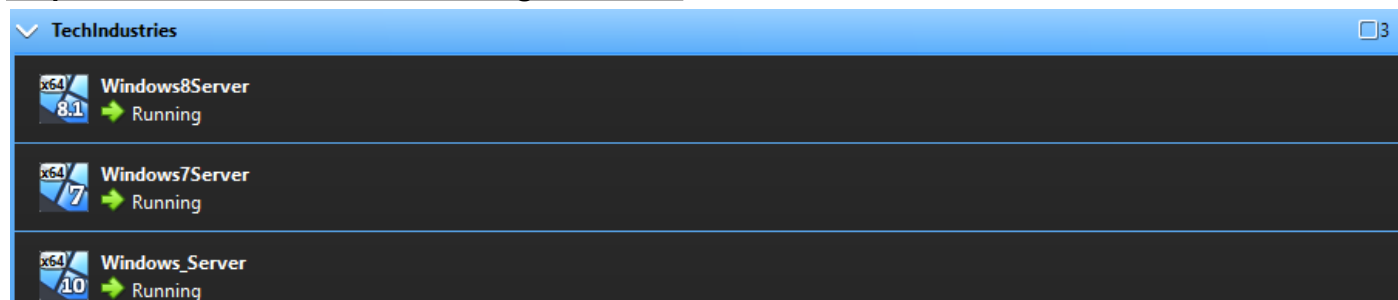 TechIndustries 3
x64 8.1 Windows8Server
Running
x64 7 Windows7Server
Running
x64 10 Windows_Server
Running